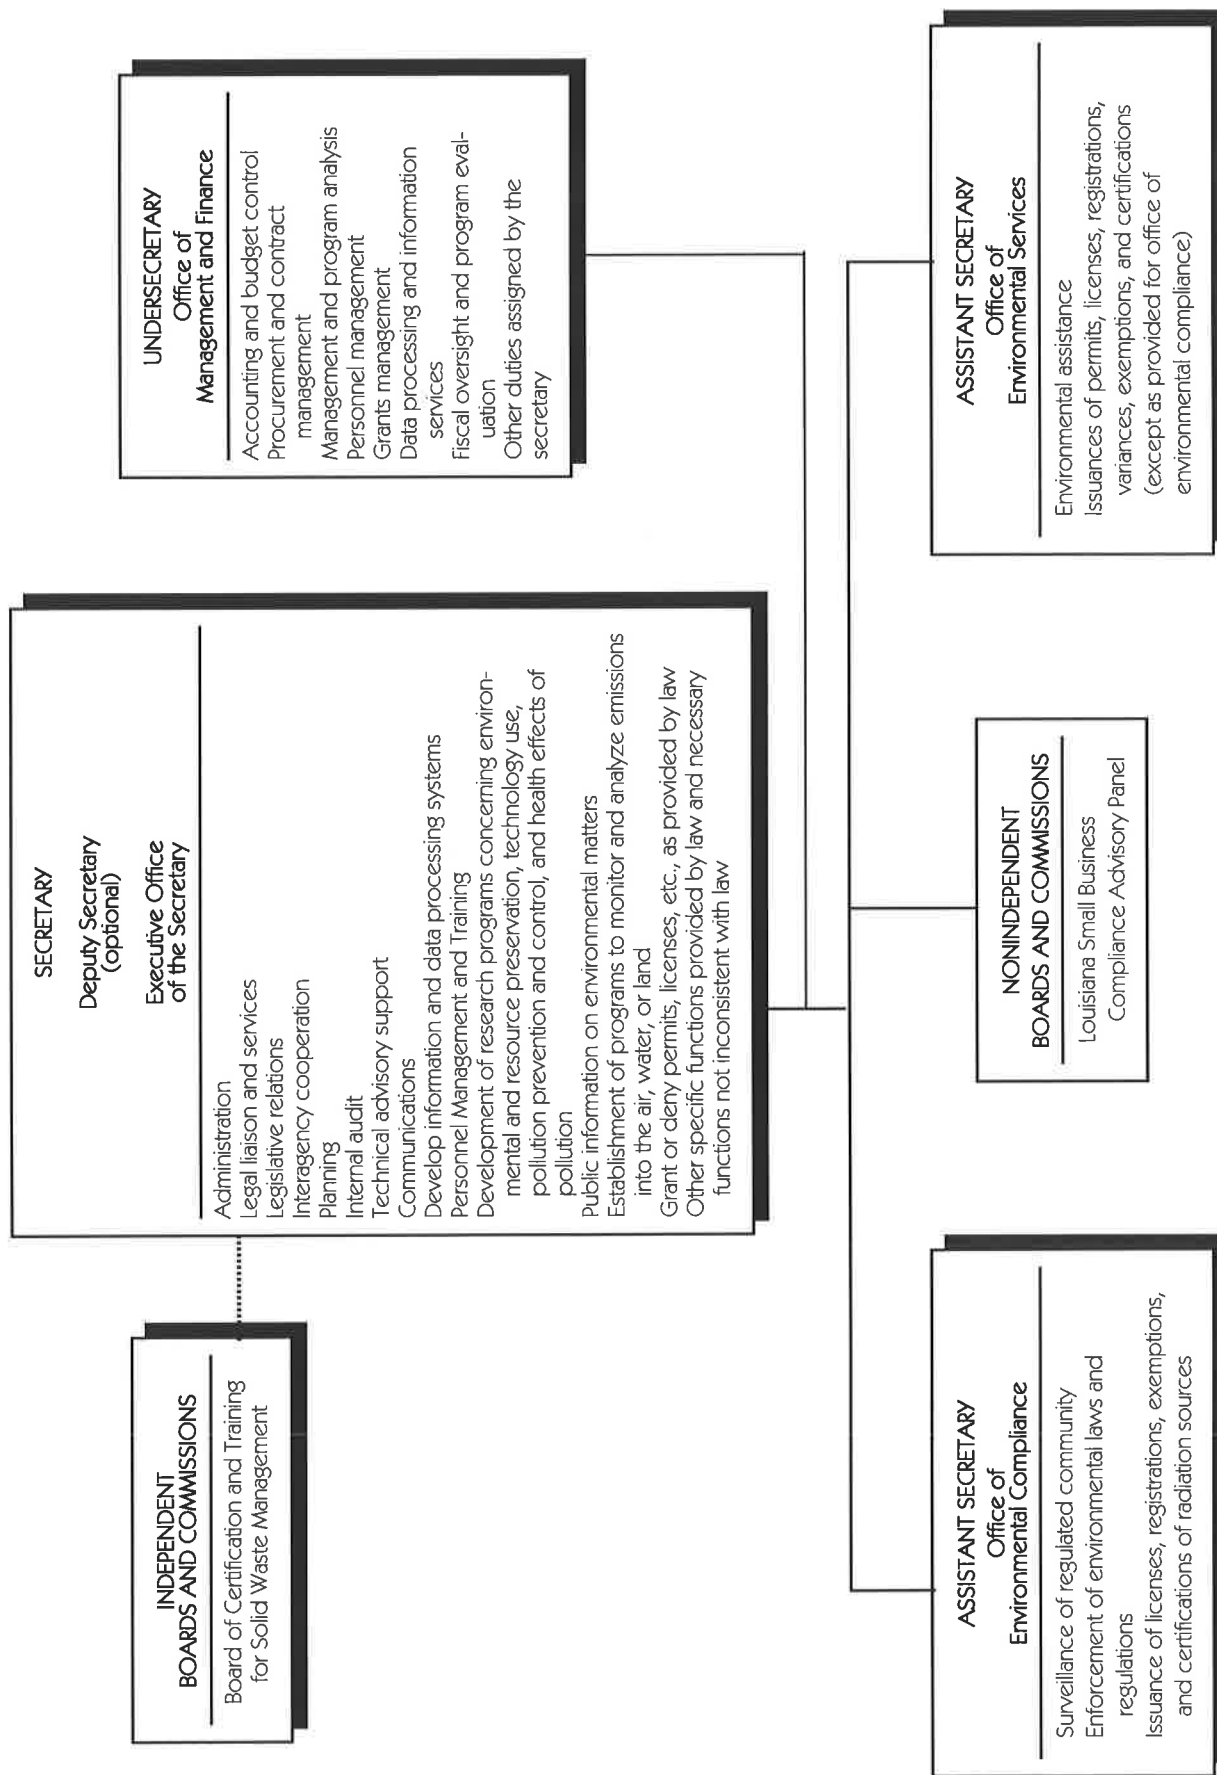 INDEPENDENT
BOARDS AND COMMISSIONS
Board of Certification and Training
for Solid Waste Management
SECRETARY
Deputy Secretary
(optional)
Executive Office
of the Secretary
Administration
Legal liaison and services
Legislative relations
Interagency cooperation
Planning
Internal audit
Technical advisory support
Communications
Develop information and data processing systems
Personnel Management and Training
Development of research programs concerning environ-
mental and resource preservation, technology use,
pollution prevention and control, and health effects of
pollution
Public information on environmental matters
Establishment of programs to monitor and analyze emissions
into the air, water, or land
Grant or deny permits, licenses, etc., as provided by law
Other specific functions provided by law and necessary
functions not inconsistent with law
UNDERSECRETARY
Office of
Management and Finance
Accounting and budget control
Procurement and contract
management
Management and program analysis
Personnel management
Grants management
Data processing and information
services
Fiscal oversight and program eval-
uation
Other duties assigned by the
secretary
ASSISTANT SECRETARY
Office of
Environmental Compliance
Surveillance of regulated community
Enforcement of environmental laws and
regulations
Issuance of licenses, registrations, exemptions,
and certifications of radiation sources
NONINDEPENDENT
BOARDS AND COMMISSIONS
Louisiana Small Business
Compliance Advisory Panel
ASSISTANT SECRETARY
Office of
Environmental Services
Environmental assistance
Issuances of permits, licenses, registrations,
variances, exemptions, and certifications
(except as provided for office of
environmental compliance)